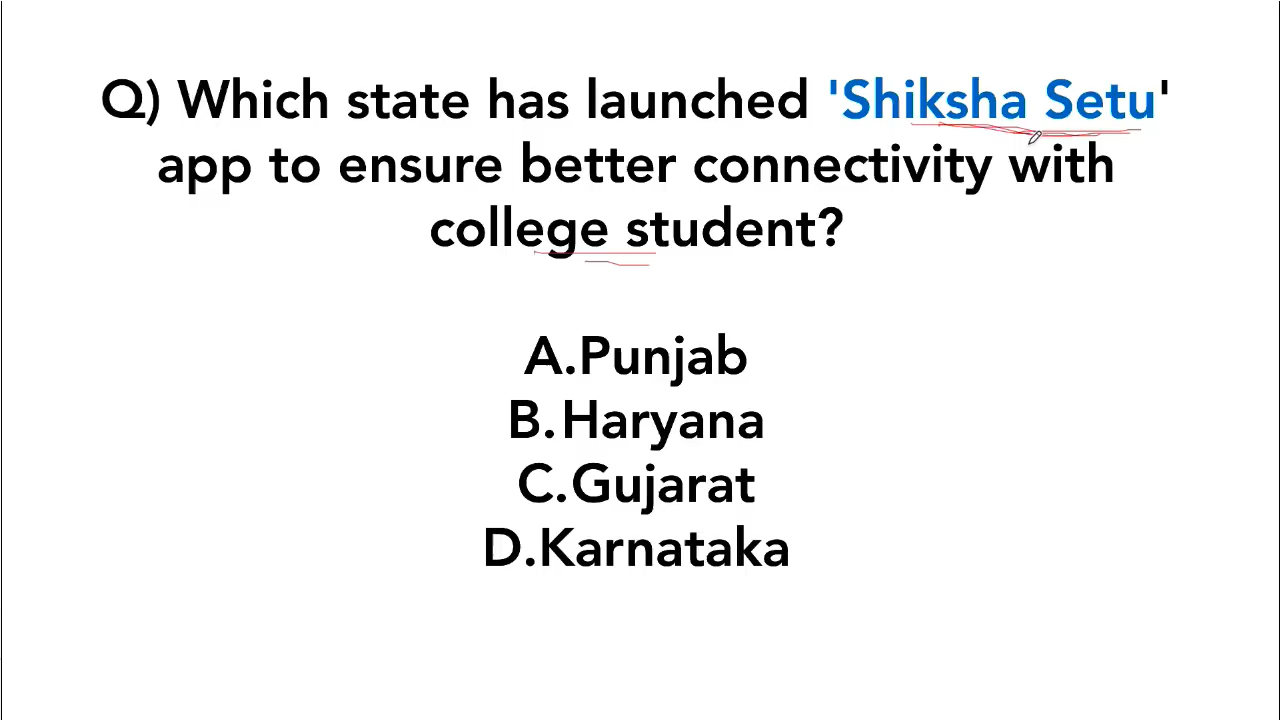 Q) Which state has launched 'Shiksha Setu'
app to ensure better connectivity with
college student?
A.Punjab
B.Haryana
C.Gujarat
D.Karnataka